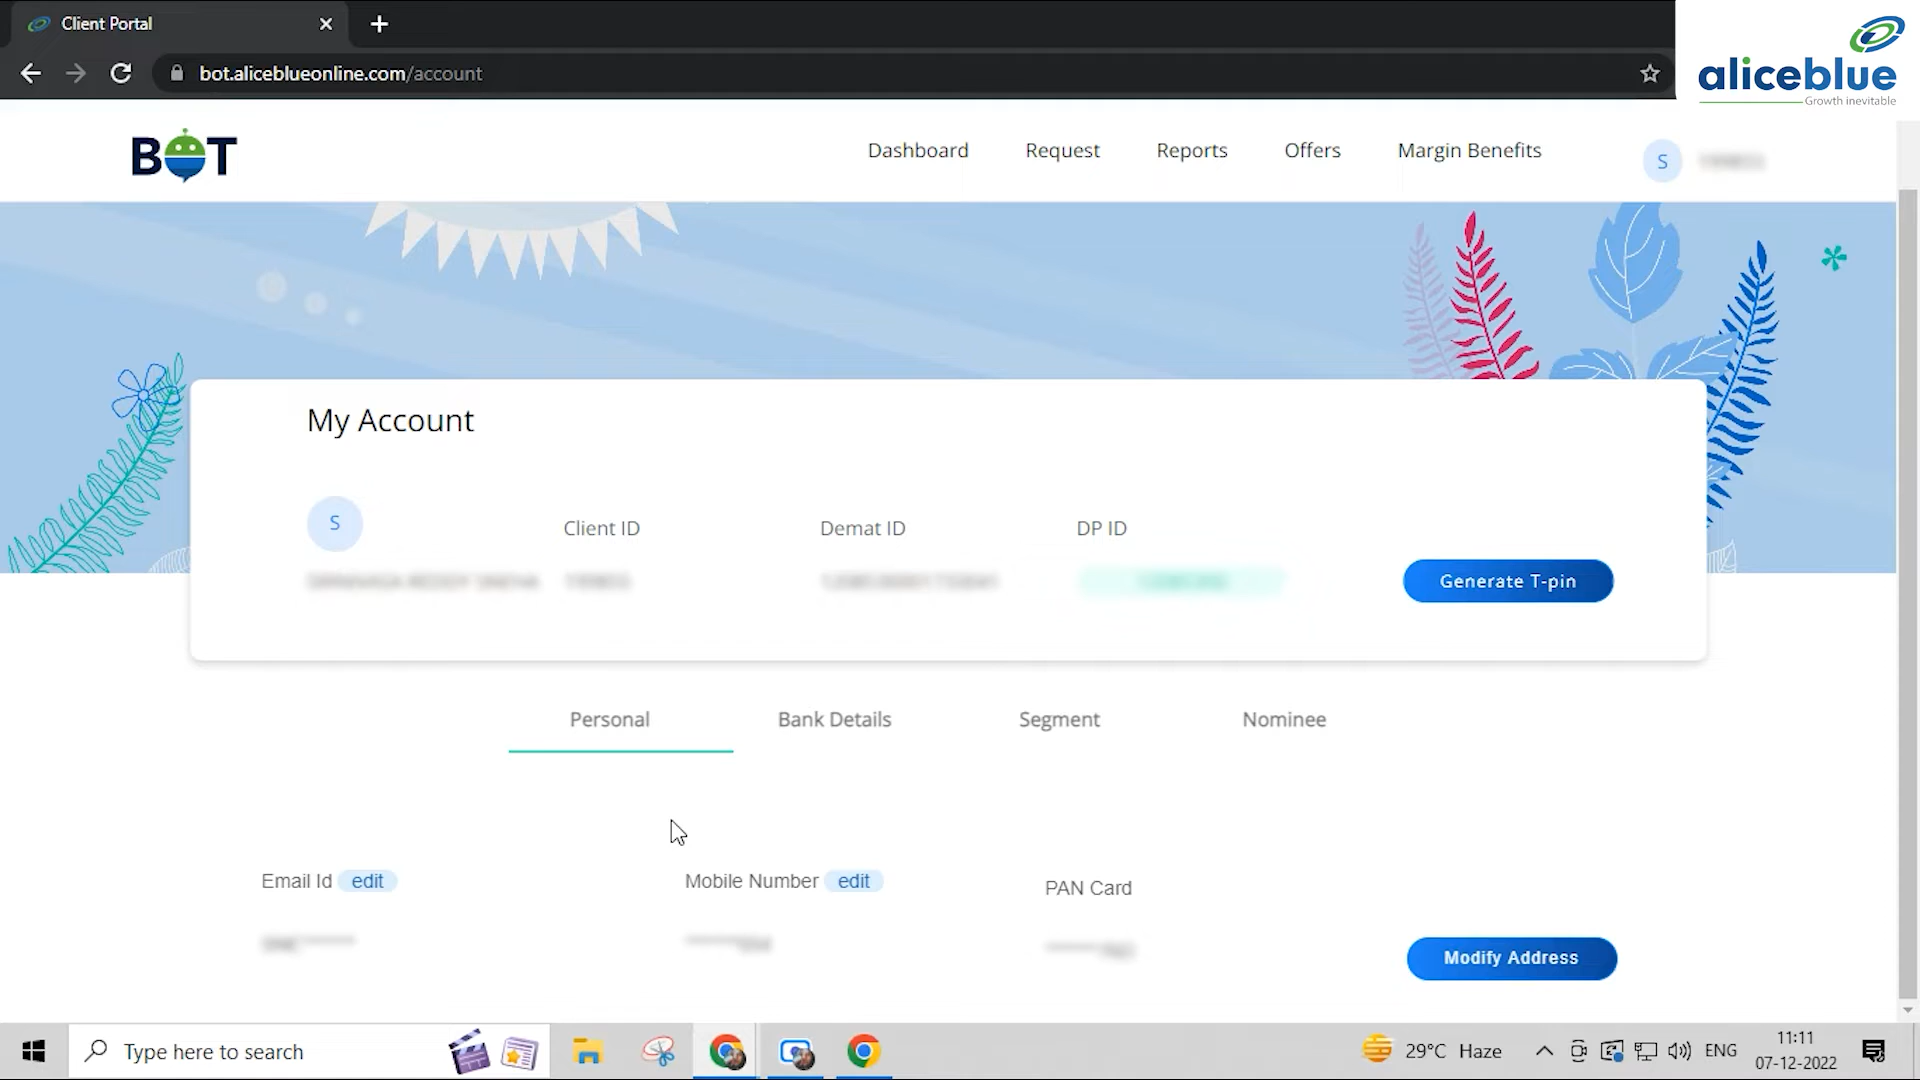 Client Portal
bot.aliceblueonline.com/account
aliceblue
Growth inevitable
BOT
Dashboard Request Reports Offers Margin Benefits
S
My Account
S
Client ID Demat ID DP ID
Generate T-pin
Personal Bank Details Segment Nominee
Email Id edit Mobile Number edit PAN Card
Modify Address
Type here to search
29°C Haze ENG
11:11
07-12-2022